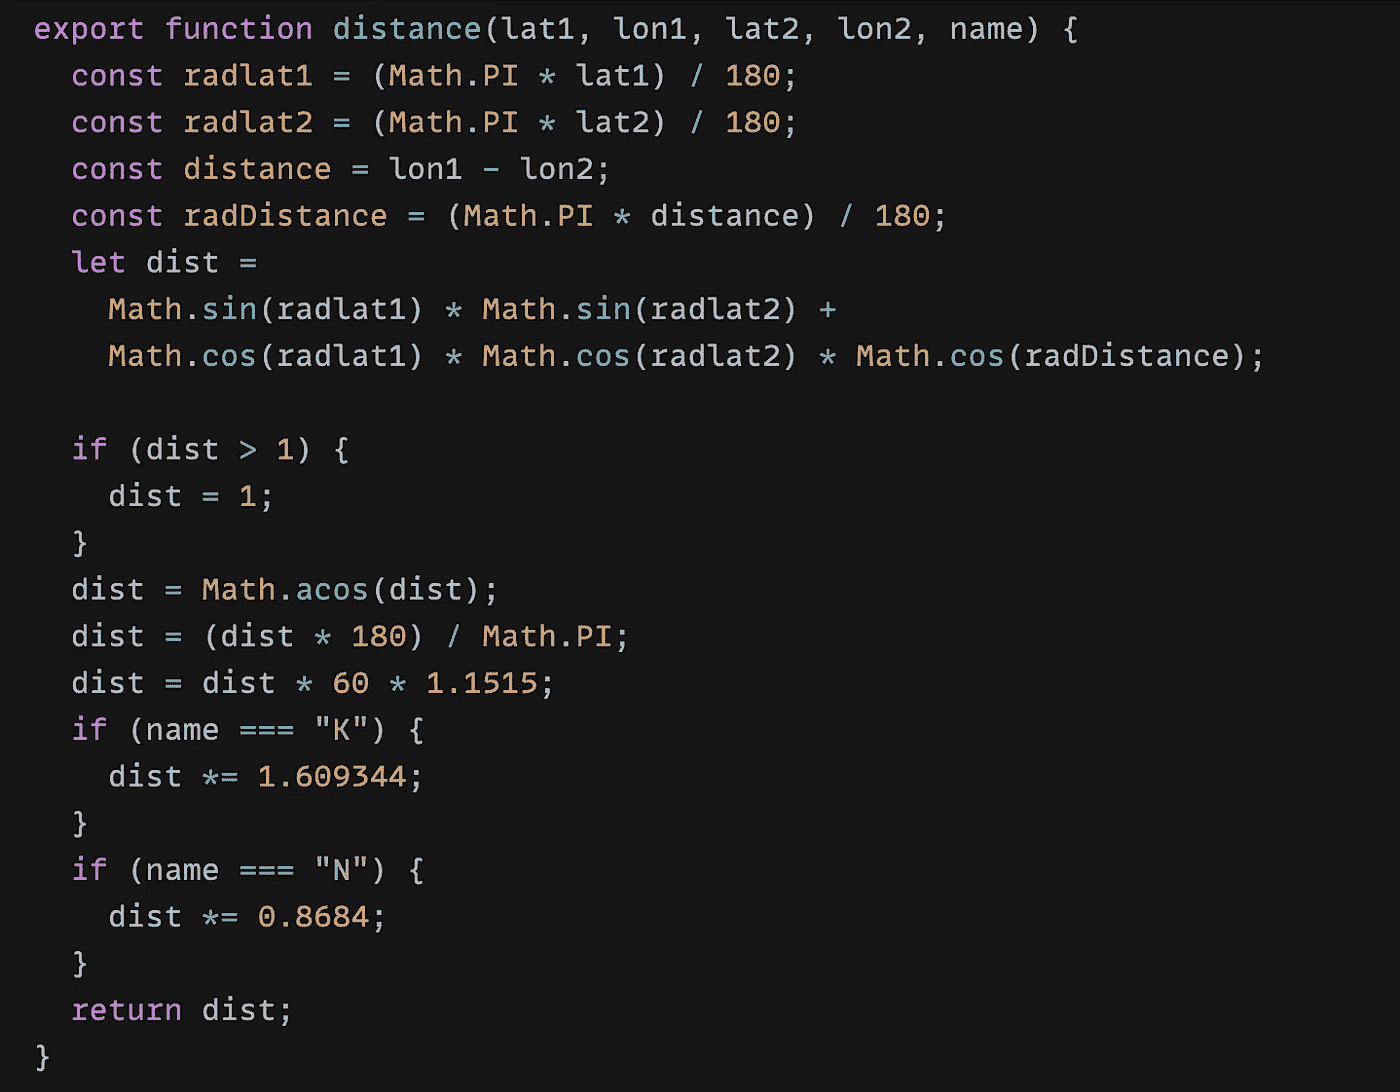 export function distance(lat1, lon1, lat2, lon2, name) {
  const radlat1 = (Math.PI * lat1) / 180;
  const radlat2 = (Math.PI * lat2) / 180;
  const distance = lon1 - lon2;
  const radDistance = (Math.PI * distance) / 180;
  let dist =
    Math.sin(radlat1) * Math.sin(radlat2) +
    Math.cos(radlat1) * Math.cos(radlat2) * Math.cos(radDistance);

  if (dist > 1) {
    dist = 1;
  }
  dist = Math.acos(dist);
  dist = (dist * 180) / Math.PI;
  dist = dist * 60 * 1.1515;
  if (name === "K") {
    dist *= 1.609344;
  }
  if (name === "N") {
    dist *= 0.8684;
  }
  return dist;
}